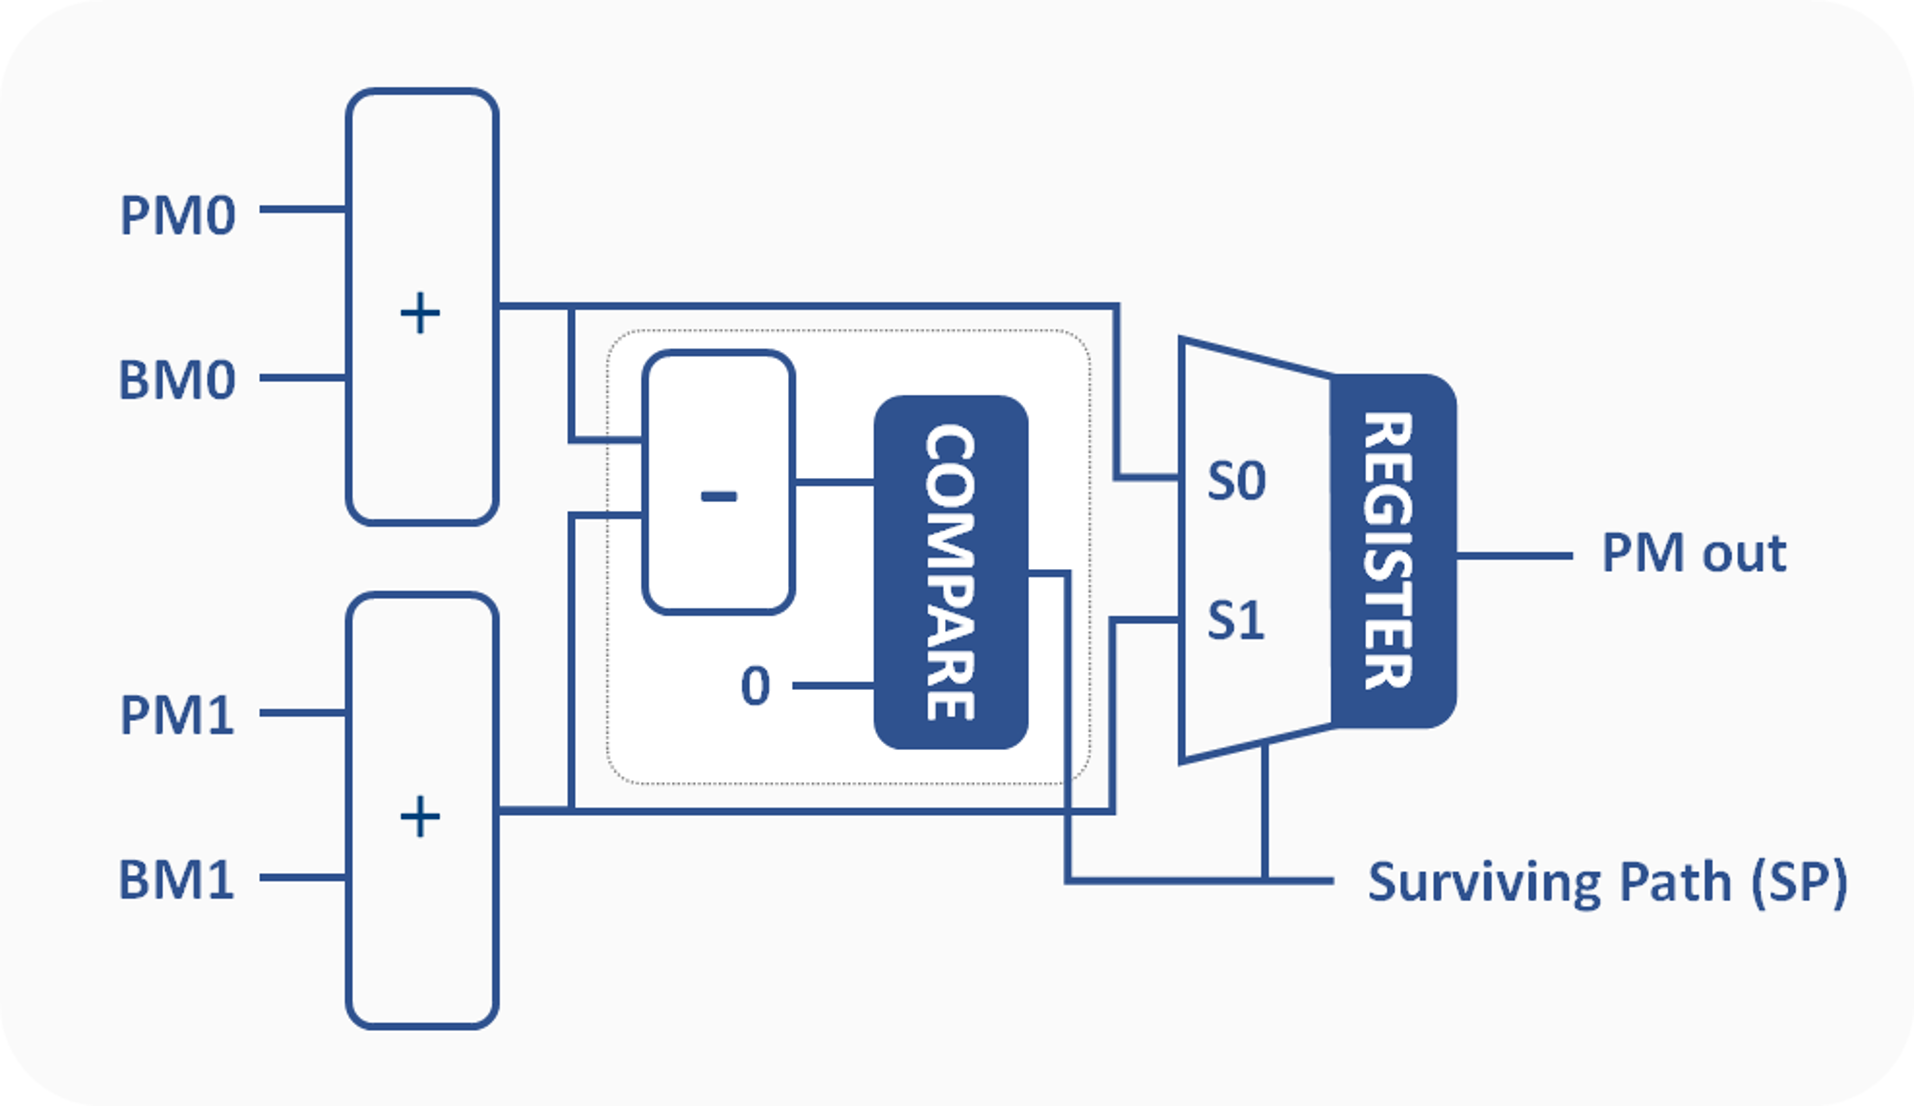 PM0
+
BM0
-
COMPARE
0
S0
S1
REGISTER
PM out
PM1
+
BM1
Surviving Path (SP)